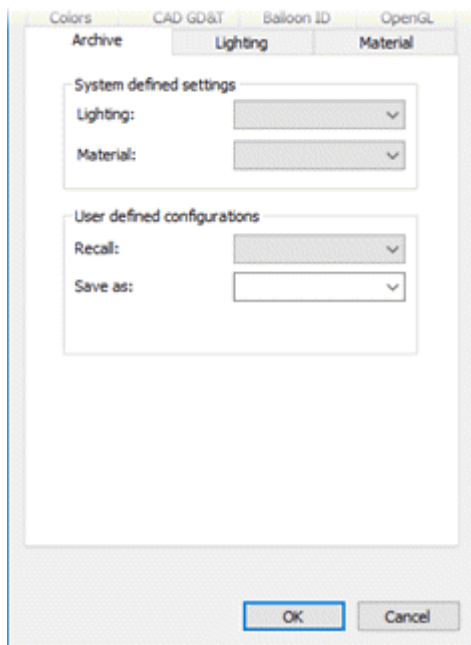 Colors CAD GD&T Balloon ID OpenGL
Archive Lighting Material
System defined settings
Lighting:
Material:
User defined configurations
Recall:
Save as:
OK Cancel